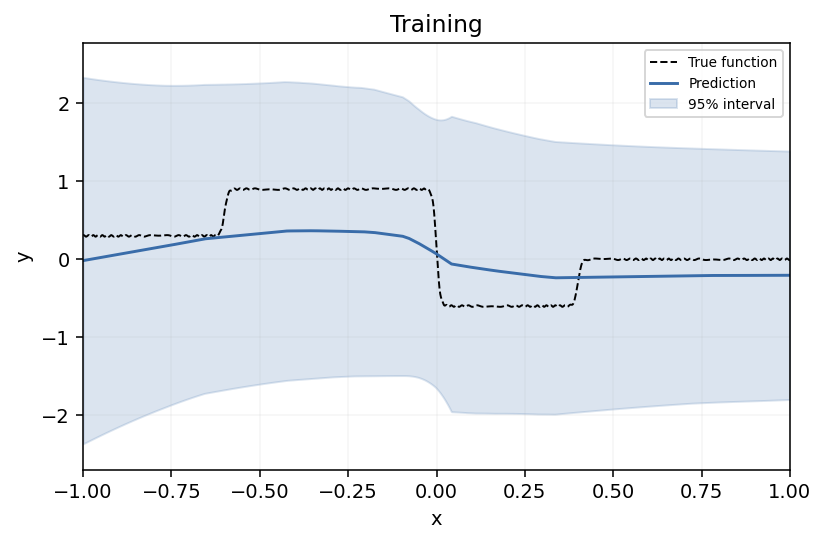 Training
True function
Prediction
95% interval
2
1
0
−1
−2
y
−1.00 −0.75 −0.50 −0.25 0.00 0.25 0.50 0.75 1.00
x